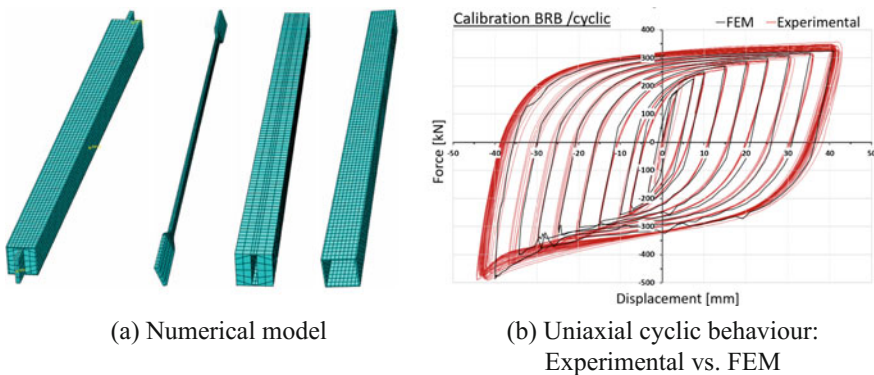 Calibration BRB /cyclic
FEM Experimental
Force [kN]
400
300
200
100
0
-100
-200
-300
-400
-500
-50 -40 -30 -20 -10 0 10 20 30 40 50
Displacement [mm]
(a) Numerical model
(b) Uniaxial cyclic behaviour:
Experimental vs. FEM